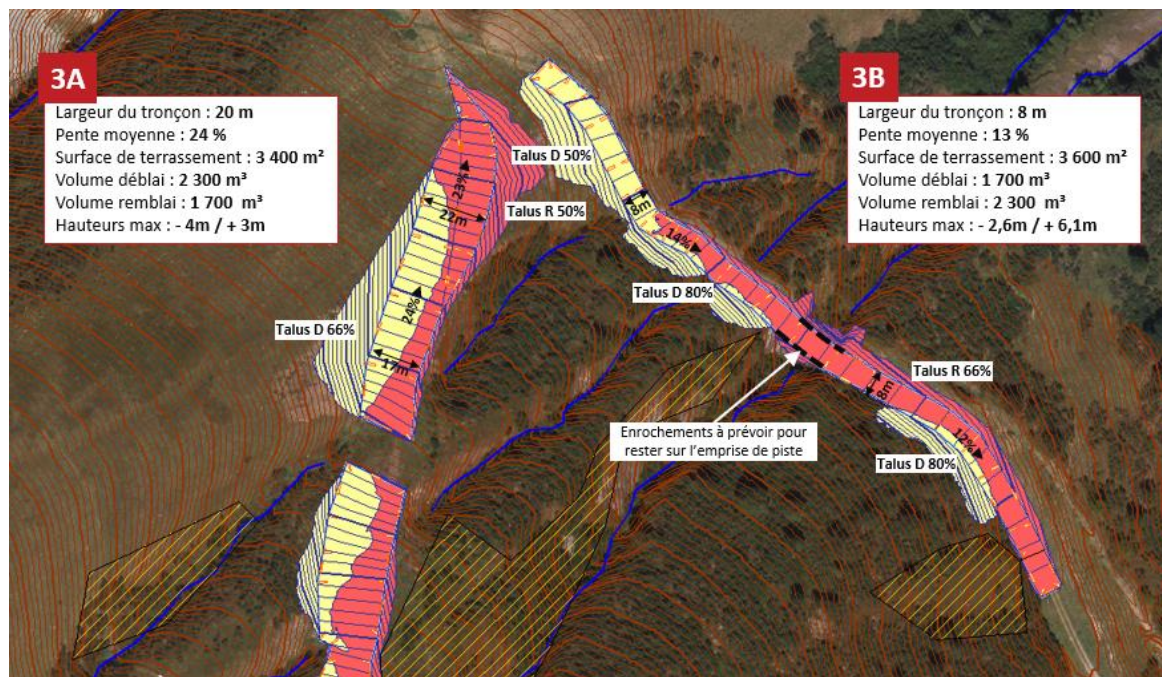 3A
Largeur du tronçon : 20 m
Pente moyenne : 24 %
Surface de terrassement : 3 400 m²
Volume déblai : 2 300 m³
Volume remblai : 1 700 m³
Hauteurs max : - 4m / + 3m
3B
Largeur du tronçon : 8 m
Pente moyenne : 13 %
Surface de terrassement : 3 600 m²
Volume déblai : 1 700 m³
Volume remblai : 2 300 m³
Hauteurs max : - 2,6m / + 6,1m
Talus D 50%
23%
22m
Talus R 50%
8m
14%
Talus D 80%
24%
Talus D 66%
17m
Talus R 66%
8m
Enrochements à prévoir pour
rester sur l'emprise de piste
12%
Talus D 80%